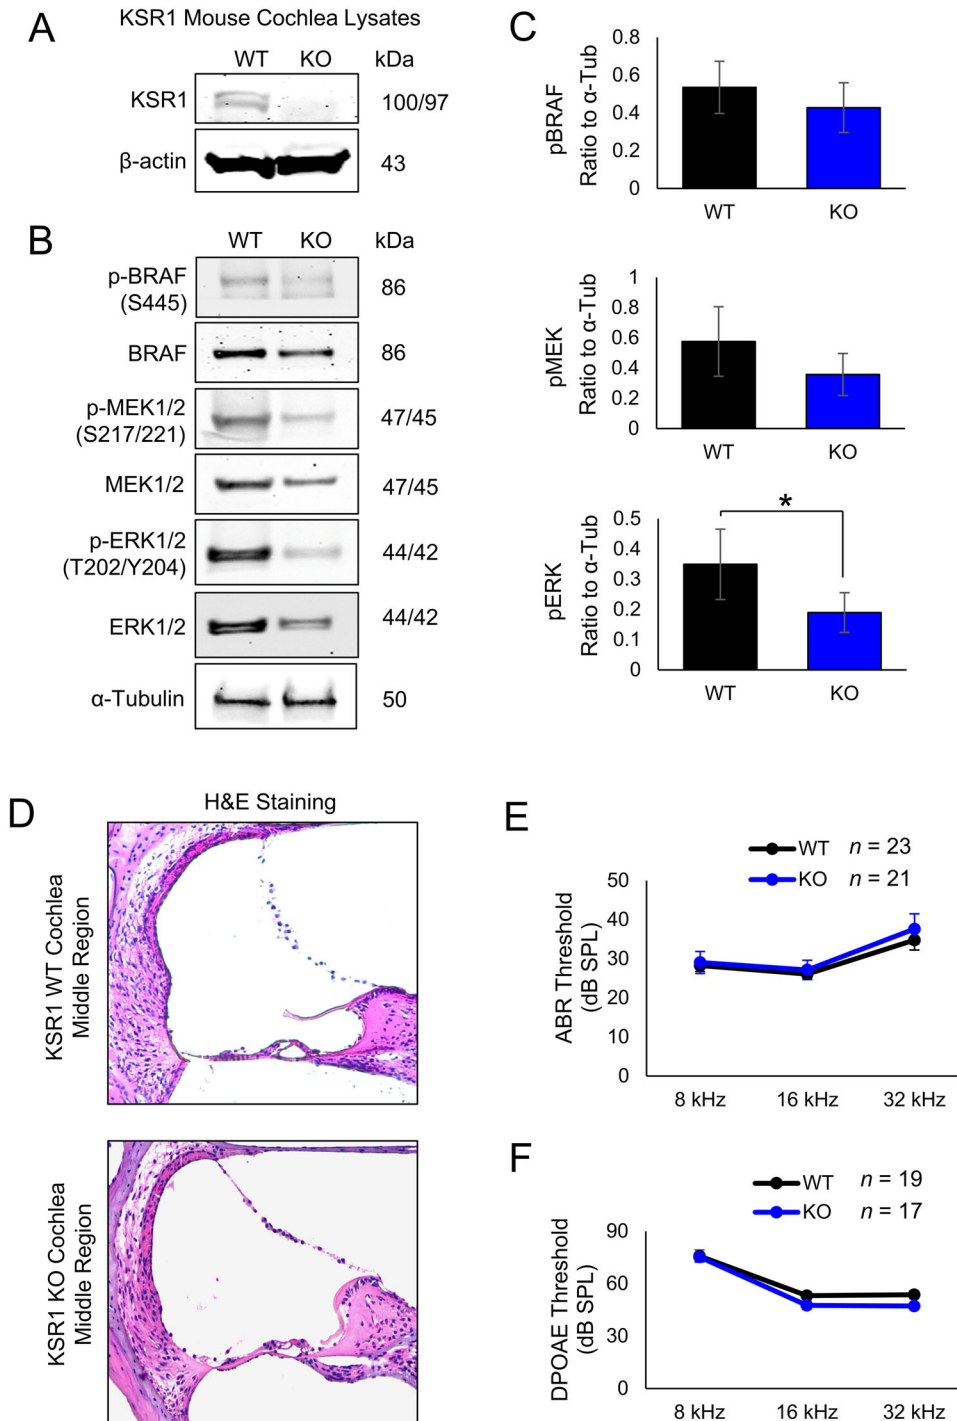 A
KSR1 Mouse Cochlea Lysates
WT KO kDa
KSR1 100/97
β-actin 43
B
WT KO kDa
p-BRAF
(S445)
86
BRAF 86
p-MEK1/2
(S217/221)
47/45
MEK1/2 47/45
p-ERK1/2
(T202/Y204)
44/42
ERK1/2 44/42
α-Tubulin 50
C
pBRAF
Ratio to α-Tub
0.8
0.6
0.4
0.2
0
WT KO
pMEK
Ratio to α-Tub
1
0.8
0.6
0.4
0.2
0
WT KO
pERK
Ratio to α-Tub
0.5
0.4
0.3
0.2
0.1
0
*
WT KO
D
H&E Staining
KSR1 WT Cochlea
Middle Region
KSR1 KO Cochlea
Middle Region
E
WT n = 23
KO n = 21
ABR Threshold
(dB SPL)
50
40
30
20
10
0
8 kHz 16 kHz 32 kHz
F
WT n = 19
KO n = 17
DPOAE Threshold
(dB SPL)
90
60
30
0
8 kHz 16 kHz 32 kHz